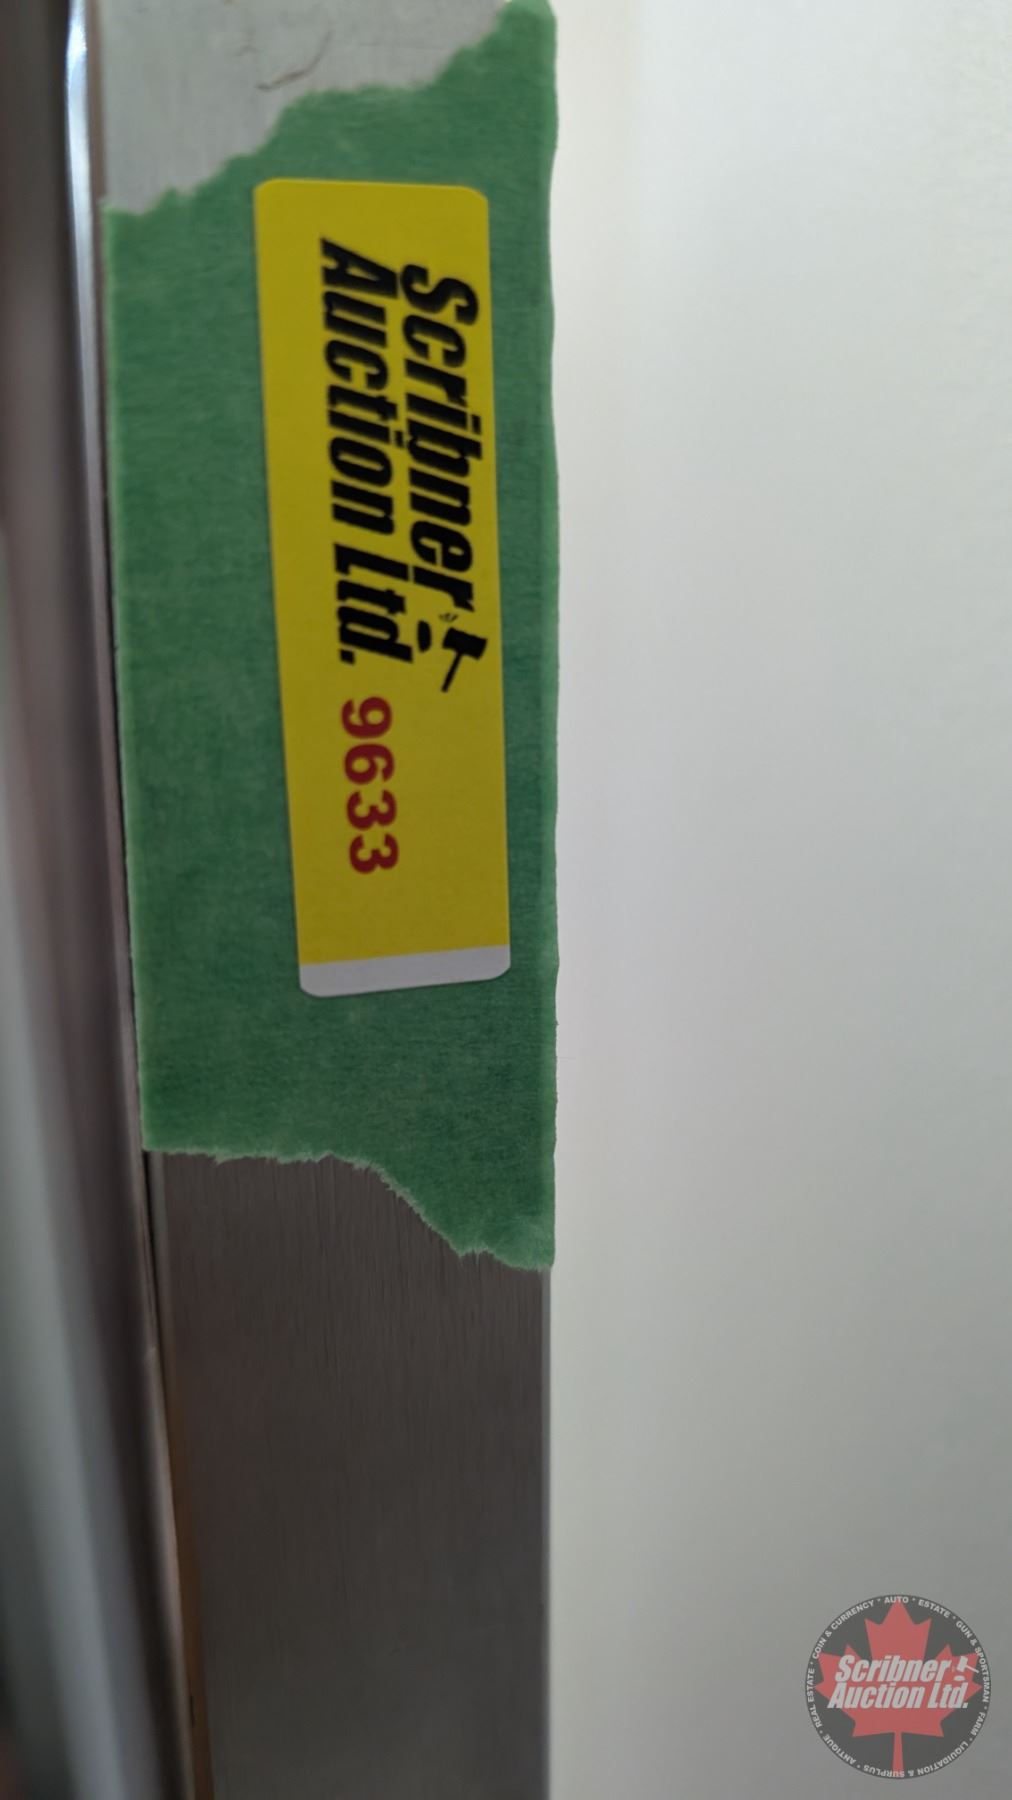 Scribner
Auction Ltd. 9633
COIN & CURRENCY • AUTO • ESTATE • GUN & SPORTSMAN • FARM • LIQUIDATION & SURPLUS • ANTIQUE • REAL ESTATE •
Scribner
Auction Ltd.